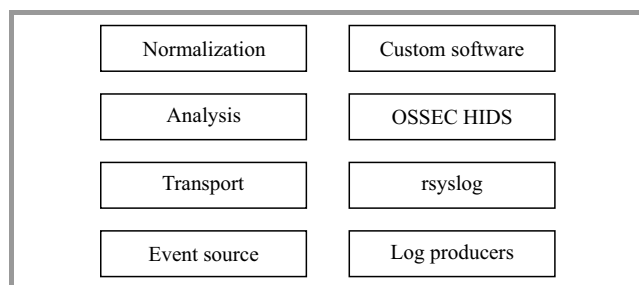 Normalization
Custom software
Analysis
OSSEC HIDS
Transport
rsyslog
Event source
Log producers